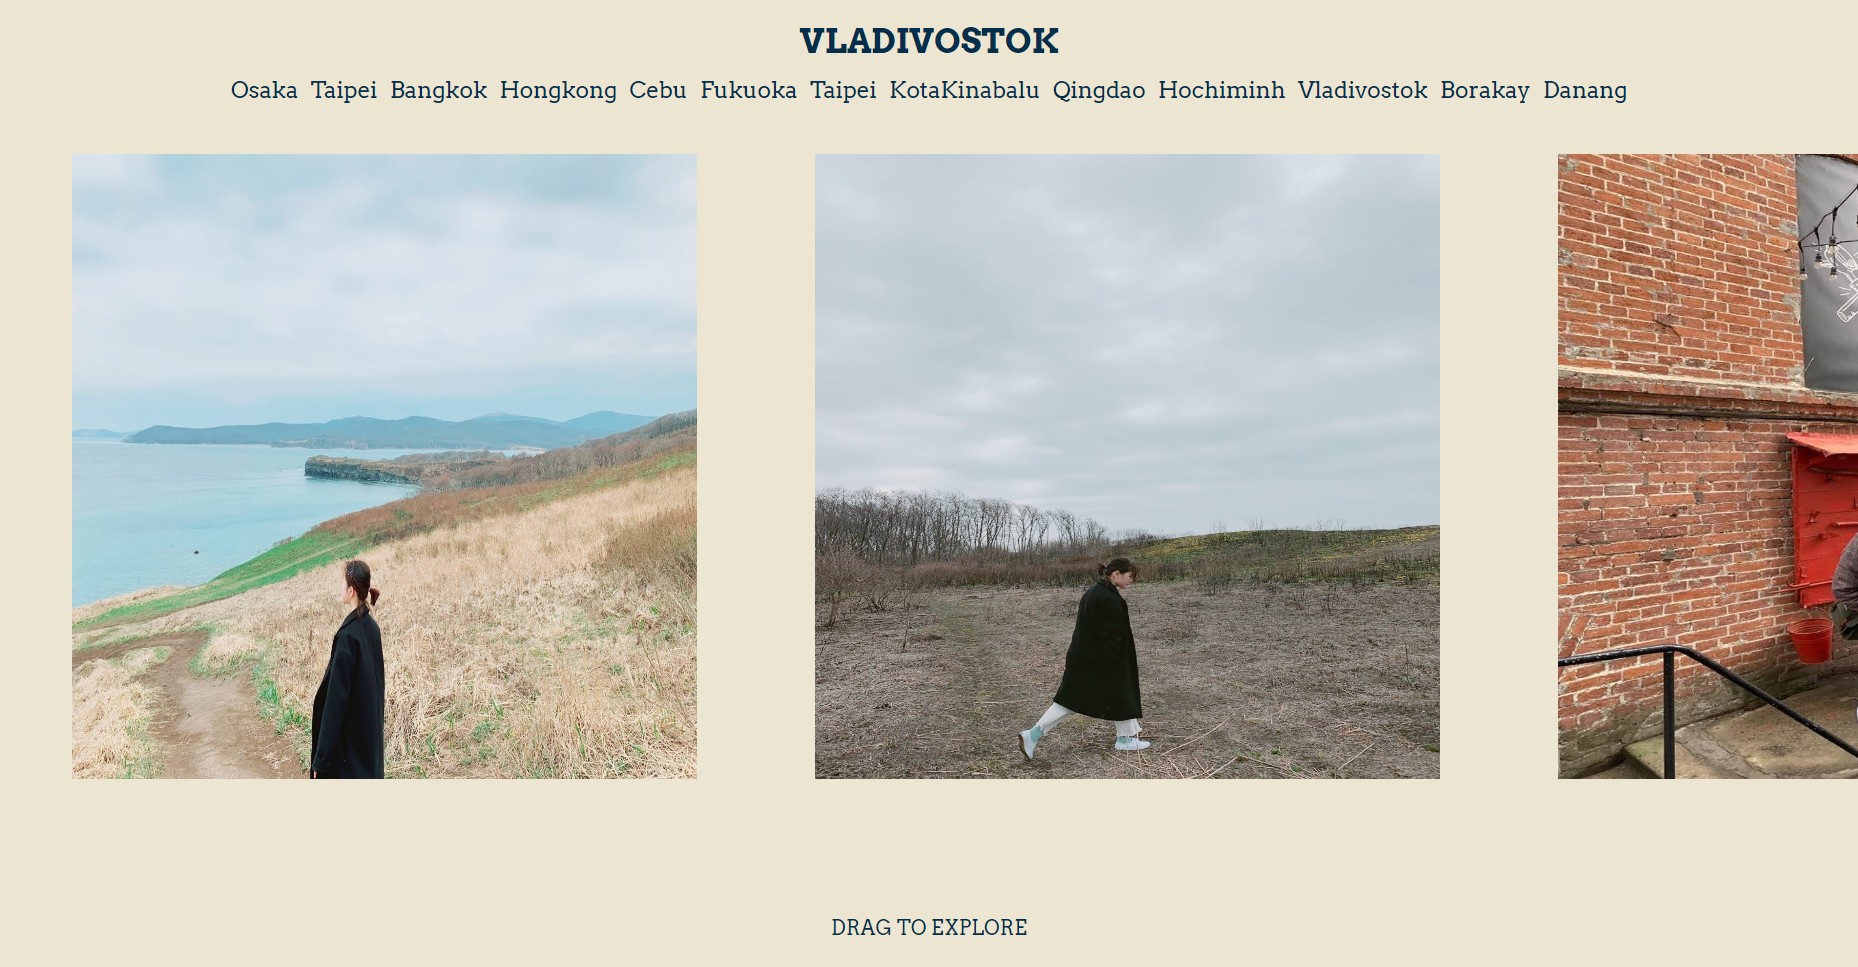 VLADIVOSTOK
Osaka Taipei Bangkok Hongkong Cebu Fukuoka Taipei KotaKinabalu Qingdao Hochiminh Vladivostok Borakay Danang
DRAG TO EXPLORE